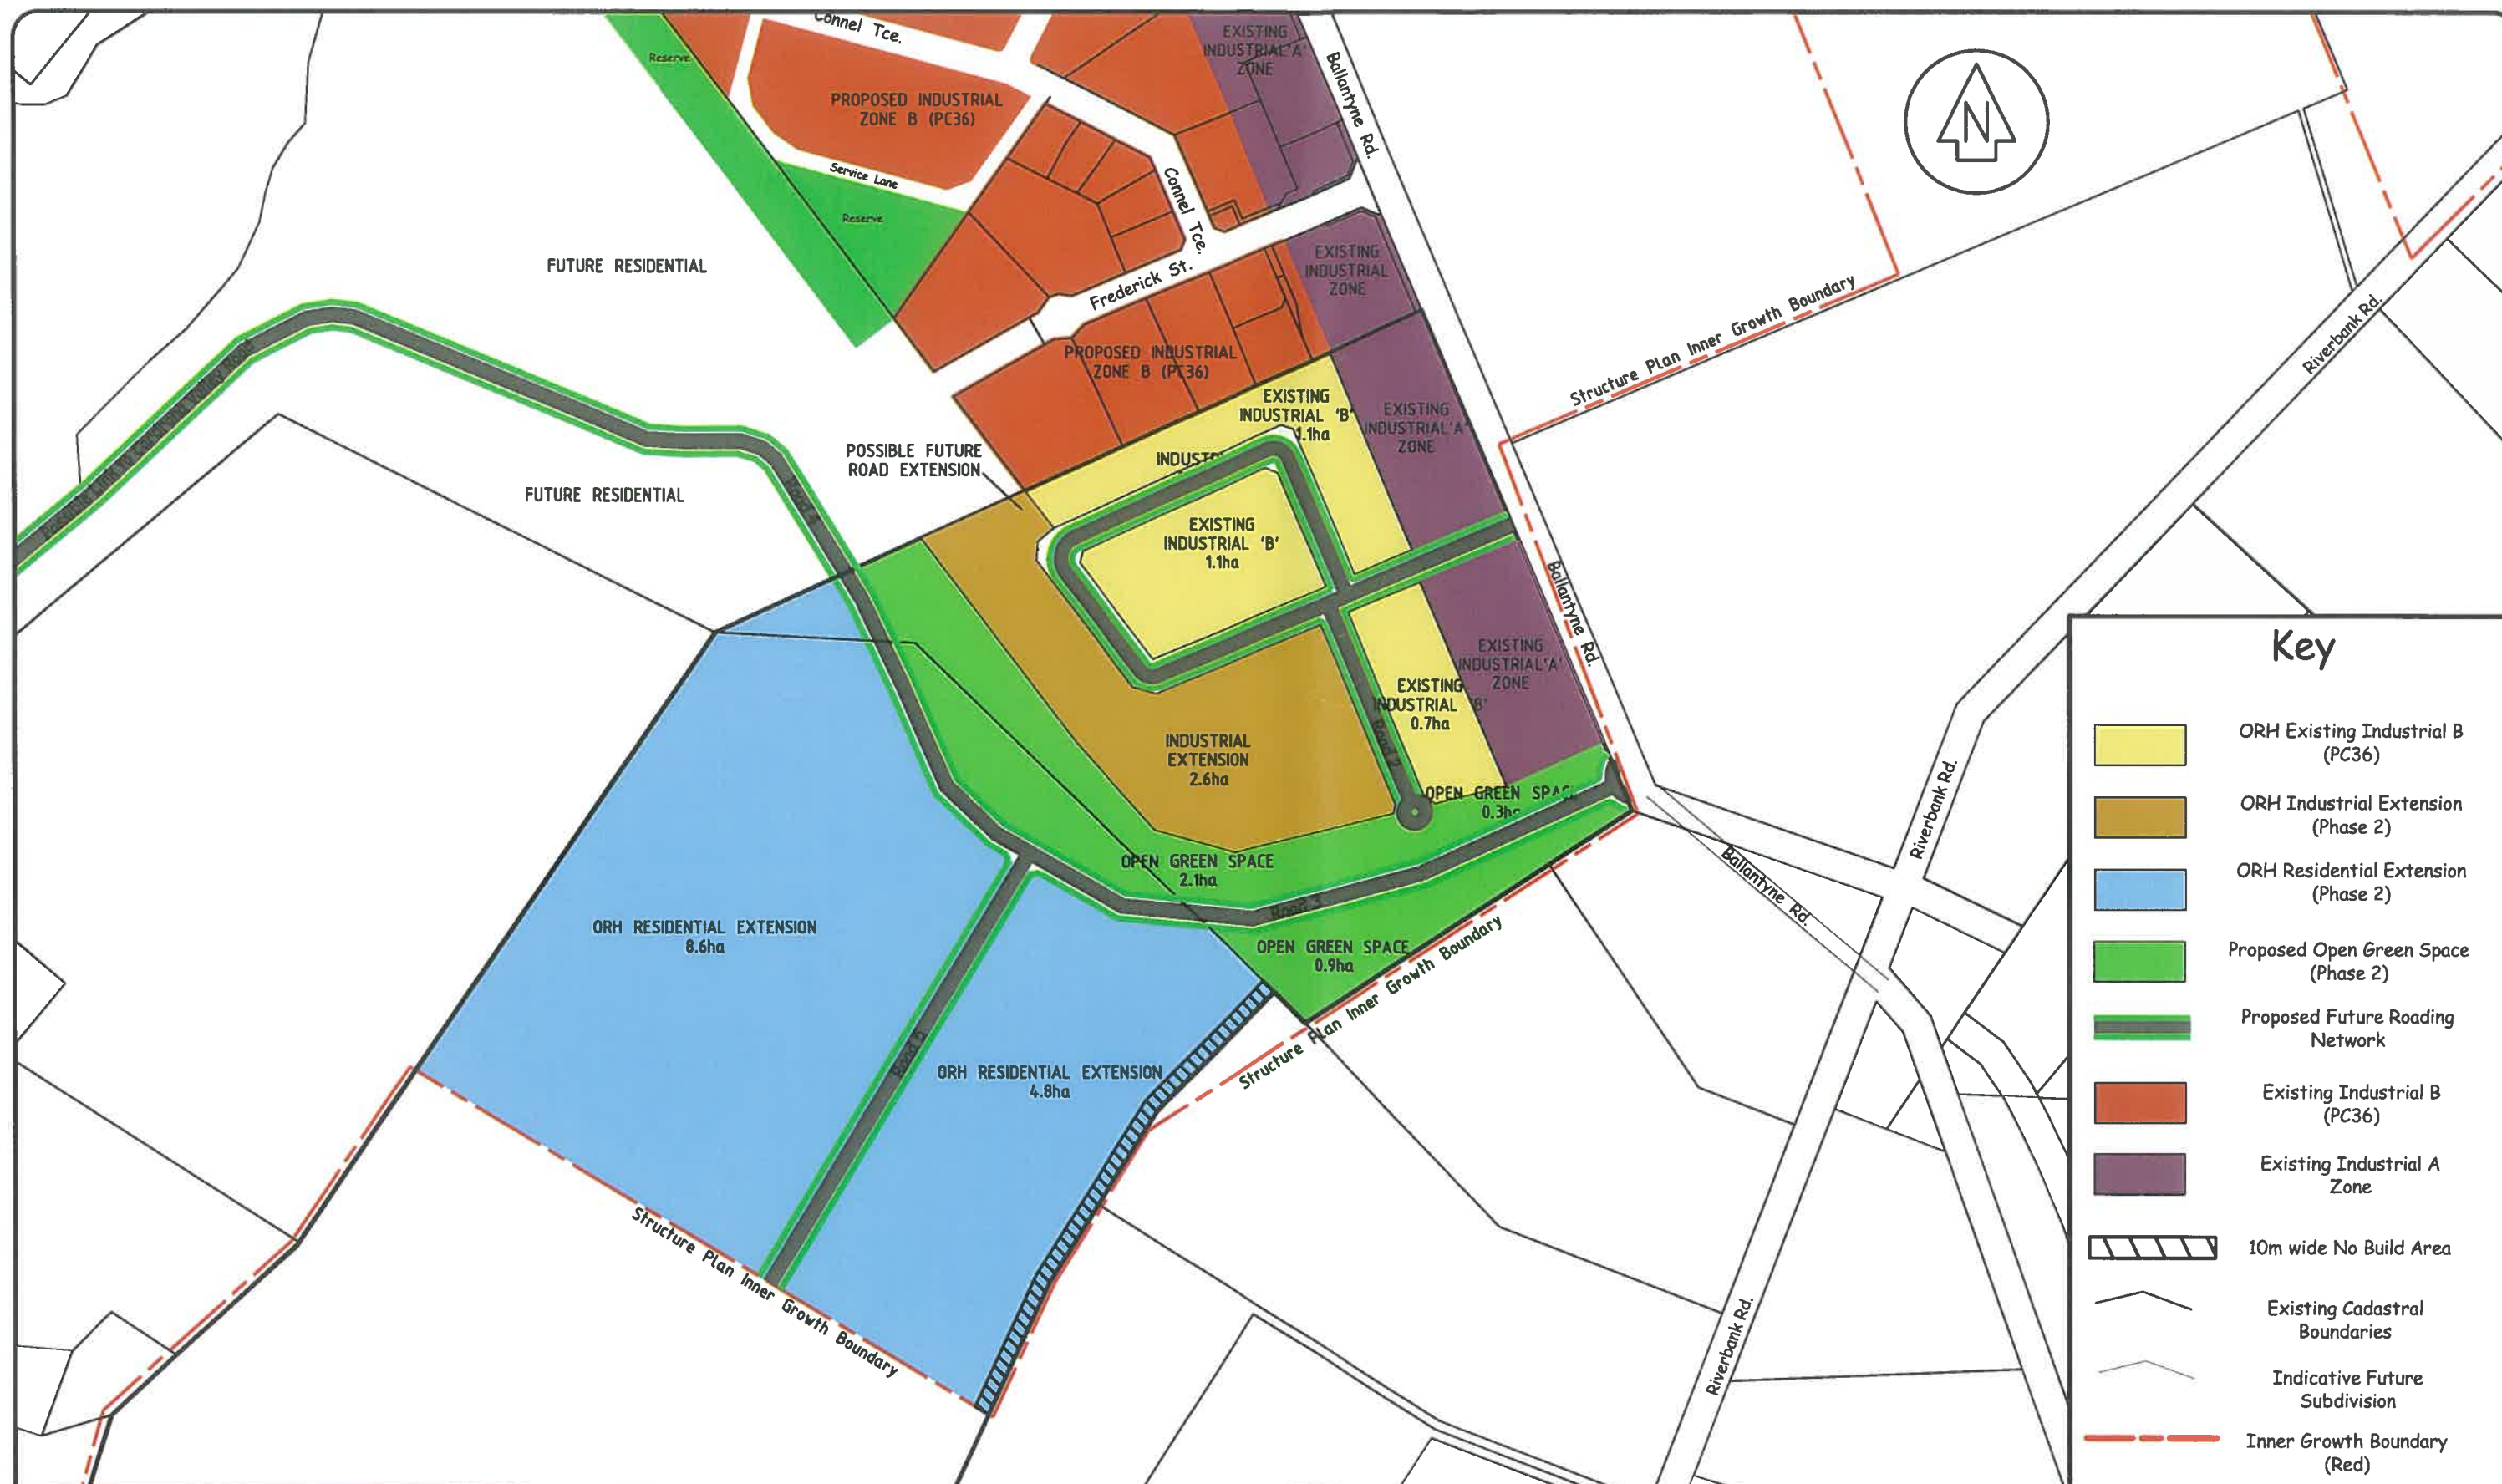 Connel Tce.
Reserve
PROPOSED INDUSTRIAL
ZONE B (PC36)
EXISTING
INDUSTRIAL 'A'
ZONE
Ballantyne Rd.
N
Service Lane
Reserve
Connel Tce.
FUTURE RESIDENTIAL
Frederick St.
EXISTING
INDUSTRIAL
ZONE
Structure Plan Inner Growth Boundary
Riverbank Rd.
PROPOSED INDUSTRIAL
ZONE B (PC36)
EXISTING
INDUSTRIAL 'B'
1.1ha
EXISTING
INDUSTRIAL 'A'
ZONE
POSSIBLE FUTURE
ROAD EXTENSION
FUTURE RESIDENTIAL
EXISTING
INDUSTRIAL 'B'
1.1ha
Ballantyne Rd.
EXISTING
INDUSTRIAL 'A'
ZONE
EXISTING
INDUSTRIAL 'B'
0.7ha
Road 2
INDUSTRIAL
EXTENSION
2.6ha
OPEN GREEN SPAC
0.3h
OPEN GREEN SPACE
2.1ha
Road 3
OPEN GREEN SPACE
0.9ha
Structure Plan Inner Growth Boundary
Ballantyne Rd.
Riverbank Rd.
ORH RESIDENTIAL EXTENSION
8.6ha
Road 5
ORH RESIDENTIAL EXTENSION
4.8ha
Structure Plan Inner Growth Boundary
Riverbank Rd.
Key
ORH Existing Industrial B
(PC36)
ORH Industrial Extension
(Phase 2)
ORH Residential Extension
(Phase 2)
Proposed Open Green Space
(Phase 2)
Proposed Future Roading
Network
Existing Industrial B
(PC36)
Existing Industrial A
Zone
10m wide No Build Area
Existing Cadastral
Boundaries
Indicative Future
Subdivision
Inner Growth Boundary
(Red)